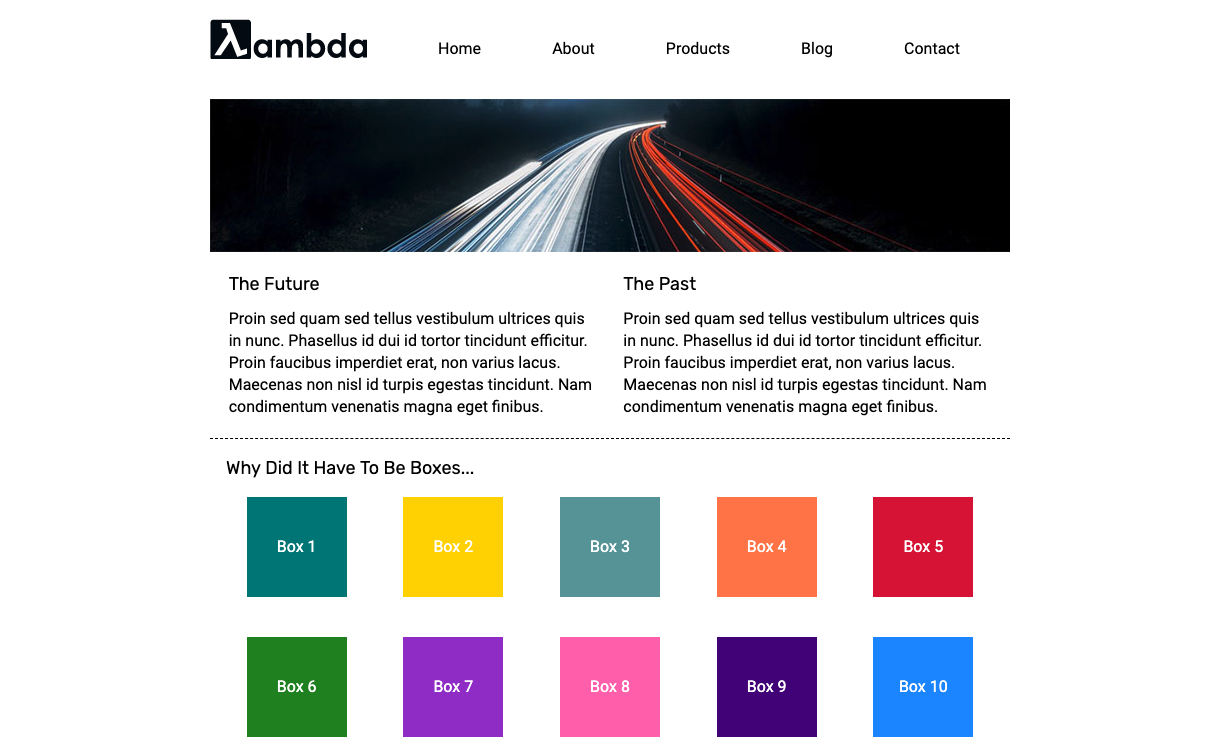 λambda
Home About Products Blog Contact
The Future
Proin sed quam sed tellus vestibulum ultrices quis
in nunc. Phasellus id dui id tortor tincidunt efficitur.
Proin faucibus imperdiet erat, non varius lacus.
Maecenas non nisl id turpis egestas tincidunt. Nam
condimentum venenatis magna eget finibus.
The Past
Proin sed quam sed tellus vestibulum ultrices quis
in nunc. Phasellus id dui id tortor tincidunt efficitur.
Proin faucibus imperdiet erat, non varius lacus.
Maecenas non nisl id turpis egestas tincidunt. Nam
condimentum venenatis magna eget finibus.
Why Did It Have To Be Boxes...
Box 1 Box 2 Box 3 Box 4 Box 5
Box 6 Box 7 Box 8 Box 9 Box 10